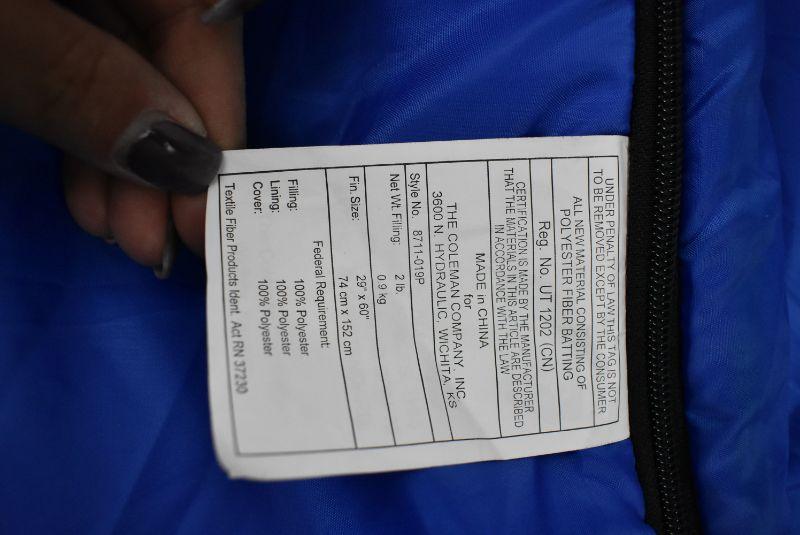 UNDER PENALTY OF LAW THIS TAG IS NOT
TO BE REMOVED EXCEPT BY THE CONSUMER
ALL NEW MATERIAL CONSISTING OF
POLYESTER FIBER BATTING
Reg. No. UT 1202 (CN)
CERTIFICATION IS MADE BY THE MANUFACTURER
THAT THE MATERIALS IN THIS ARTICLE ARE DESCRIBED
IN ACCORDANCE WITH THE LAW
MADE in CHINA
for
THE COLEMAN COMPANY, INC.
3600 N. HYDRAULIC, WICHITA, KS
Style No. 8711-019P
Net Wt. Filling: 2 lb.
0.9 kg
Fin. Size: 29" x 60"
74 cm x 152 cm
Federal Requirement:
Filling: 100% Polyester
Lining: 100% Polyester
Cover: 100% Polyester
Textile Fiber Products Ident. Act RN 37230